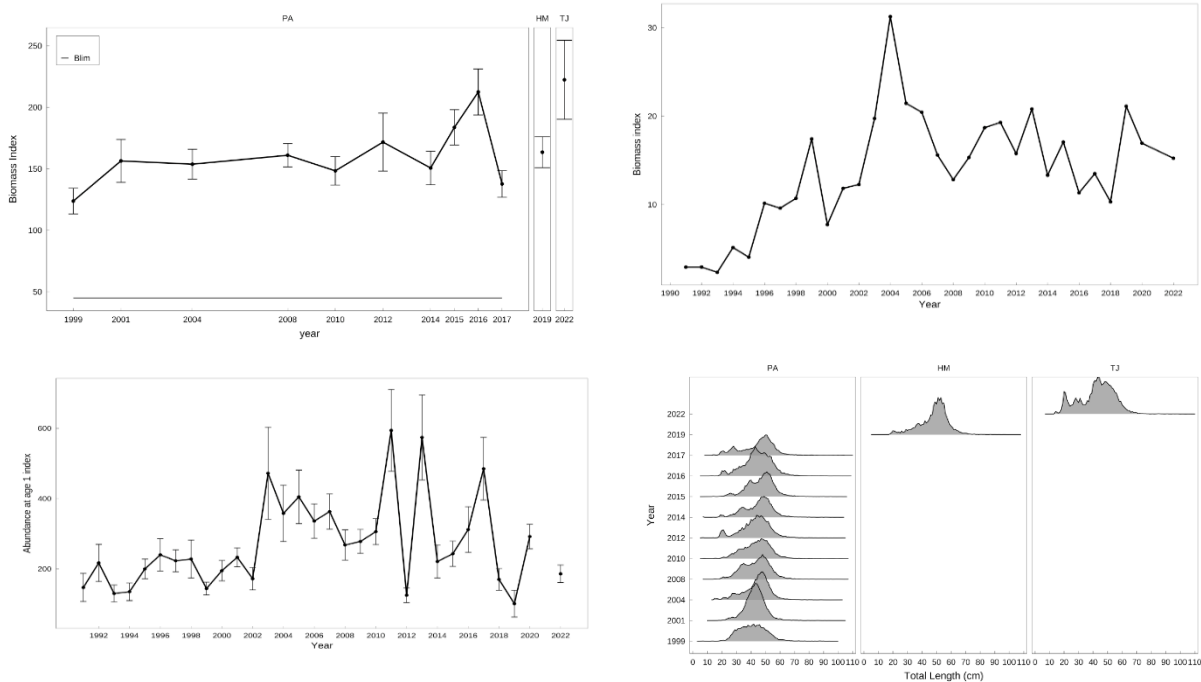 PA HM TJ
250
200
150
100
50
Blim
Biomass Index
1999 2001 2004 2008 2010 2012 2014 2015 2016 2017 2019 2022
year
30
20
10
Biomass index
1990 1992 1994 1996 1998 2000 2002 2004 2006 2008 2010 2012 2014 2016 2018 2020 2022
Year
600
400
200
Abundance at age 1 index
1992 1994 1996 1998 2000 2002 2004 2006 2008 2010 2012 2014 2016 2018 2020 2022
Year
PA HM TJ
2022
2019
2017
2016
2015
2014
2012
2010
2008
2004
2001
1999
Year
0 10 20 30 40 50 60 70 80 90 100 110 0 10 20 30 40 50 60 70 80 90 100 110 0 10 20 30 40 50 60 70 80 90 100 110
Total Length (cm)